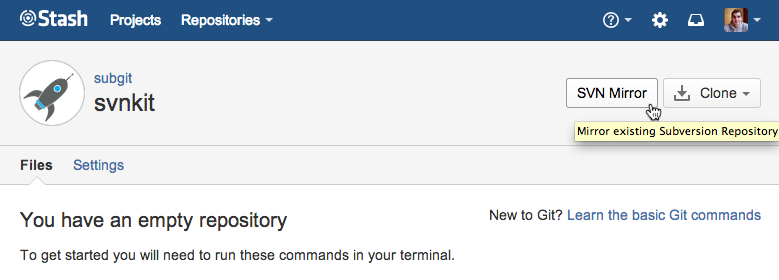 Stash Projects Repositories
subgit
svnkit
SVN Mirror Clone
Mirror existing Subversion Repository
Files Settings
You have an empty repository
New to Git? Learn the basic Git commands
To get started you will need to run these commands in your terminal.